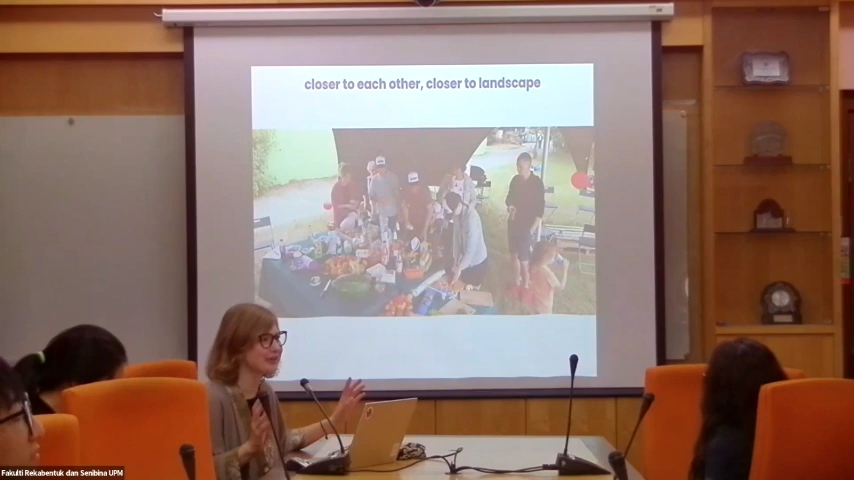 closer to each other, closer to landscape
Fakulti Rekabentuk dan Senibina UPM